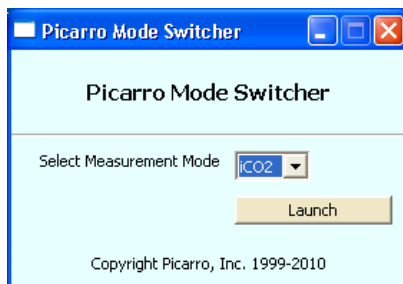 Picarro Mode Switcher
Picarro Mode Switcher
Select Measurement Mode iCO2
Launch
Copyright Picarro, Inc. 1999-2010